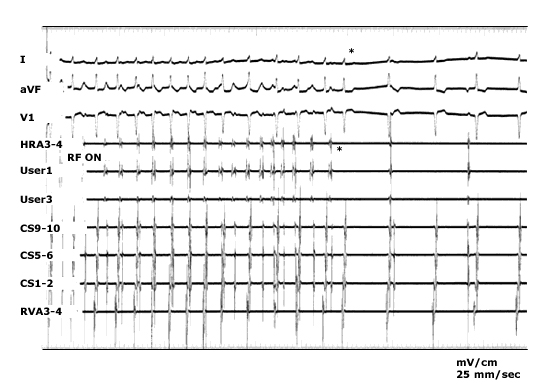 I
*
aVF
V1
HRA3-4
*
RF ON
User1
User3
CS9-10
CS5-6
CS1-2
RVA3-4
mV/cm
25 mm/sec